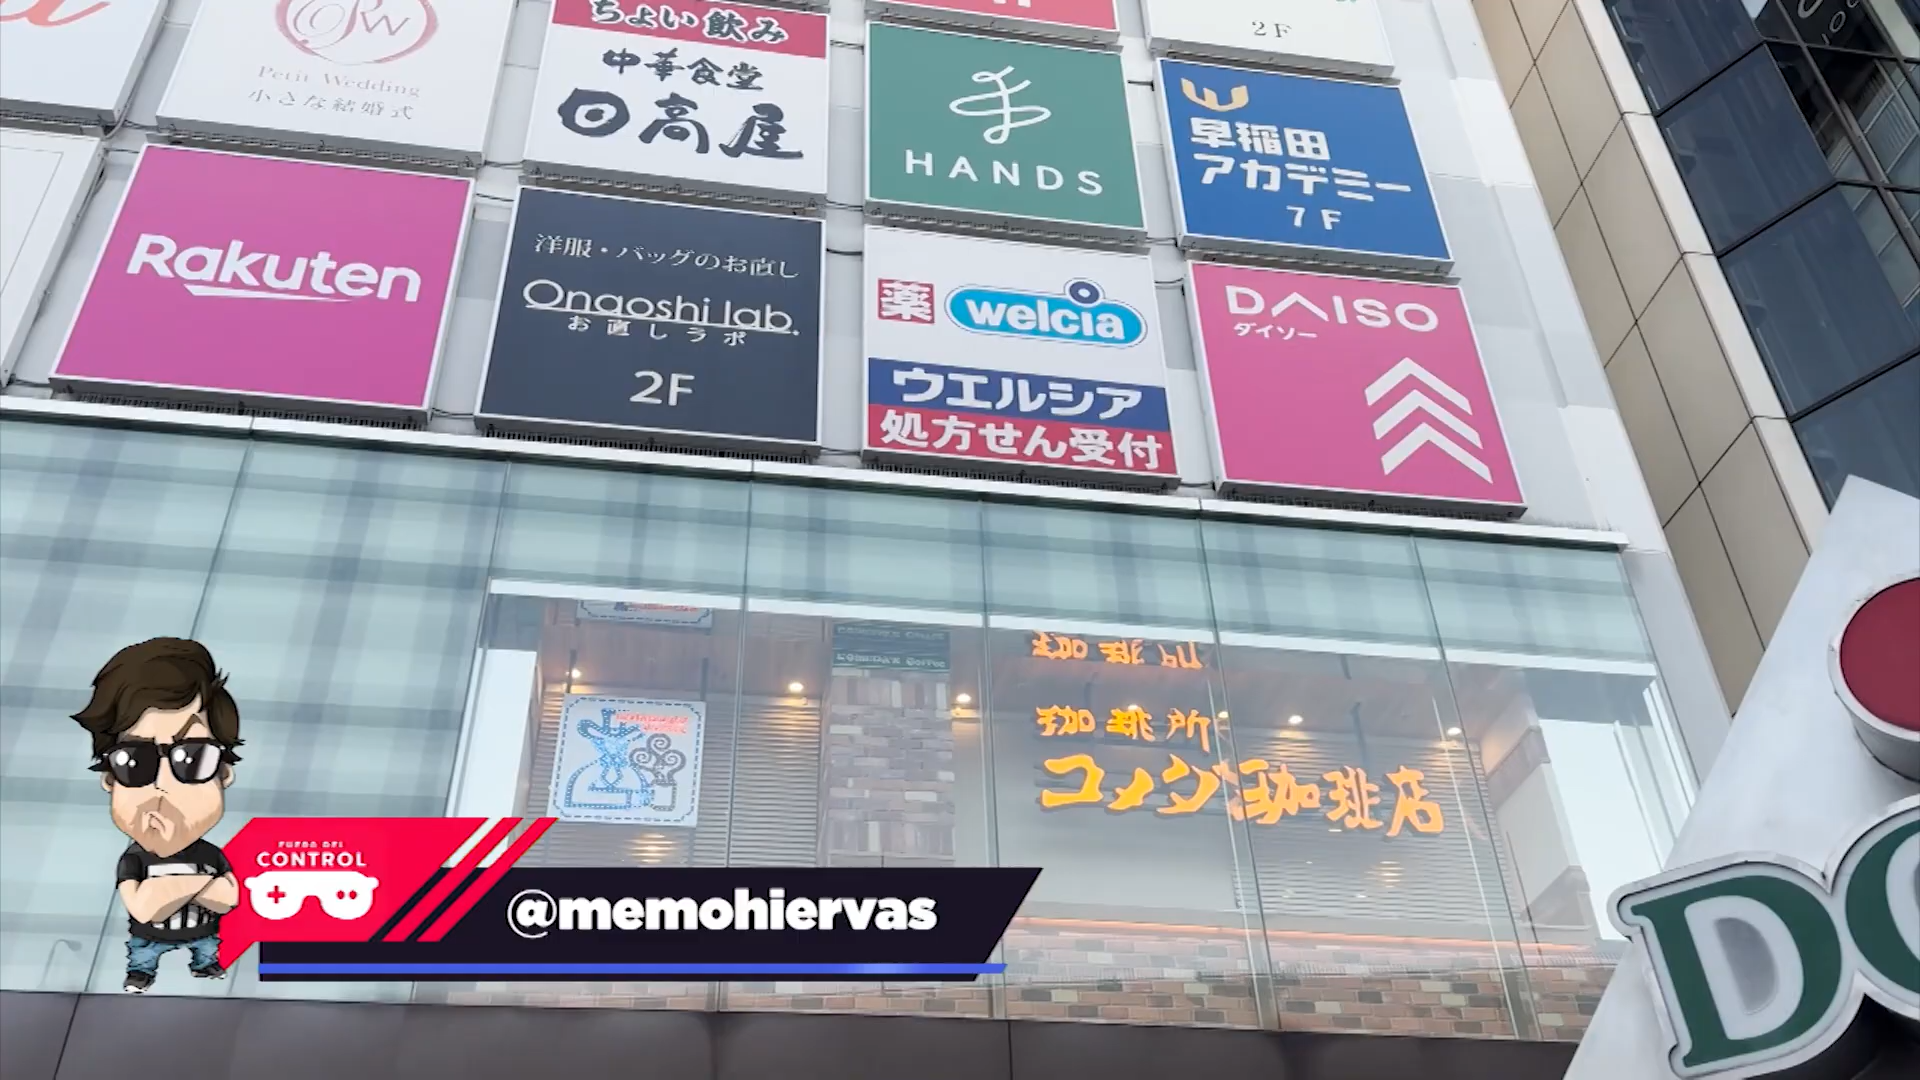 PW
Petit Wedding
小さな結婚式
ちょい飲み
中華食堂
日高屋
手
HANDS
2F
W
早稲田
アカデミー
7F
Rakuten
洋服・バッグのお直し
Onaoshi lab.
お直しラボ
2F
薬 welcia
ウエルシア
処方せん受付
DAISO
ダイソー
珈琲所
コメダ珈琲店
FUERA DEL
CONTROL
@memohiervas